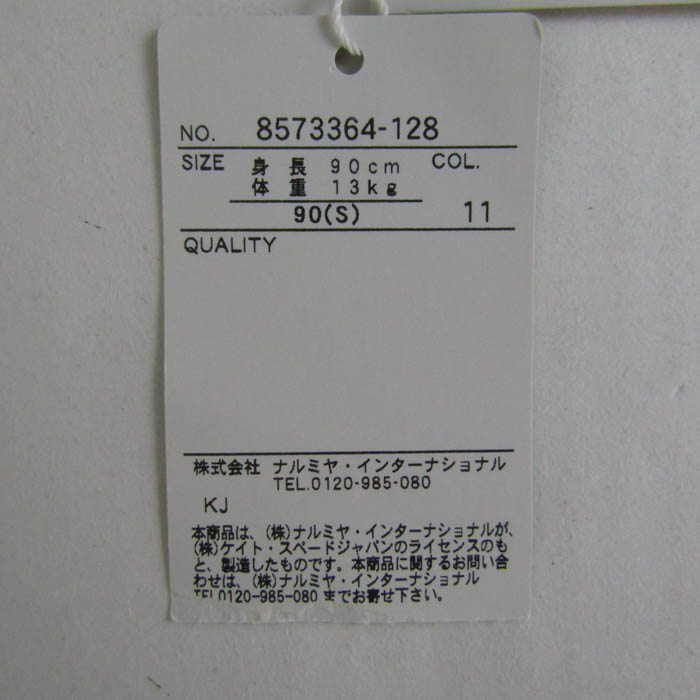 NO. 8573364-128
SIZE 身長 90cm COL.
体重 13kg
90(S) 11
QUALITY
株式会社 ナルミヤ・インターナショナル
TEL.0120-985-080
KJ
本商品は、(株)ナルミヤ・インターナショナルが、
(株)ケイト・スペードジャパンのライセンスのも
と、製造したものです。本商品に関するお問い合
わせは、(株)ナルミヤ・インターナショナル
TEL0120-985-080 までお寄せ下さい。